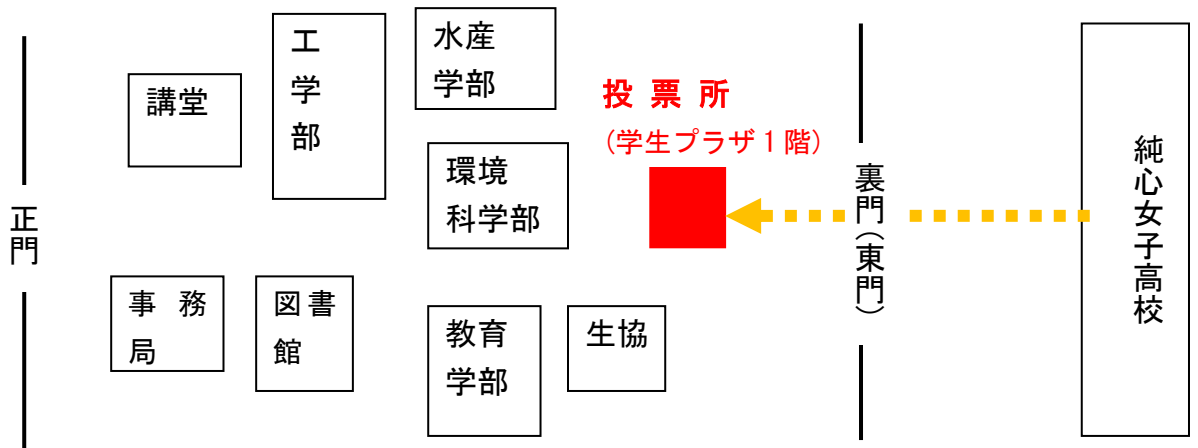 正門
講堂
工
学
部
水産
学部
環境
科学部
投 票 所
(学生プラザ１階)
事 務
局
図書
館
教育
学部
生協
裏門(東門)
純心女子高校